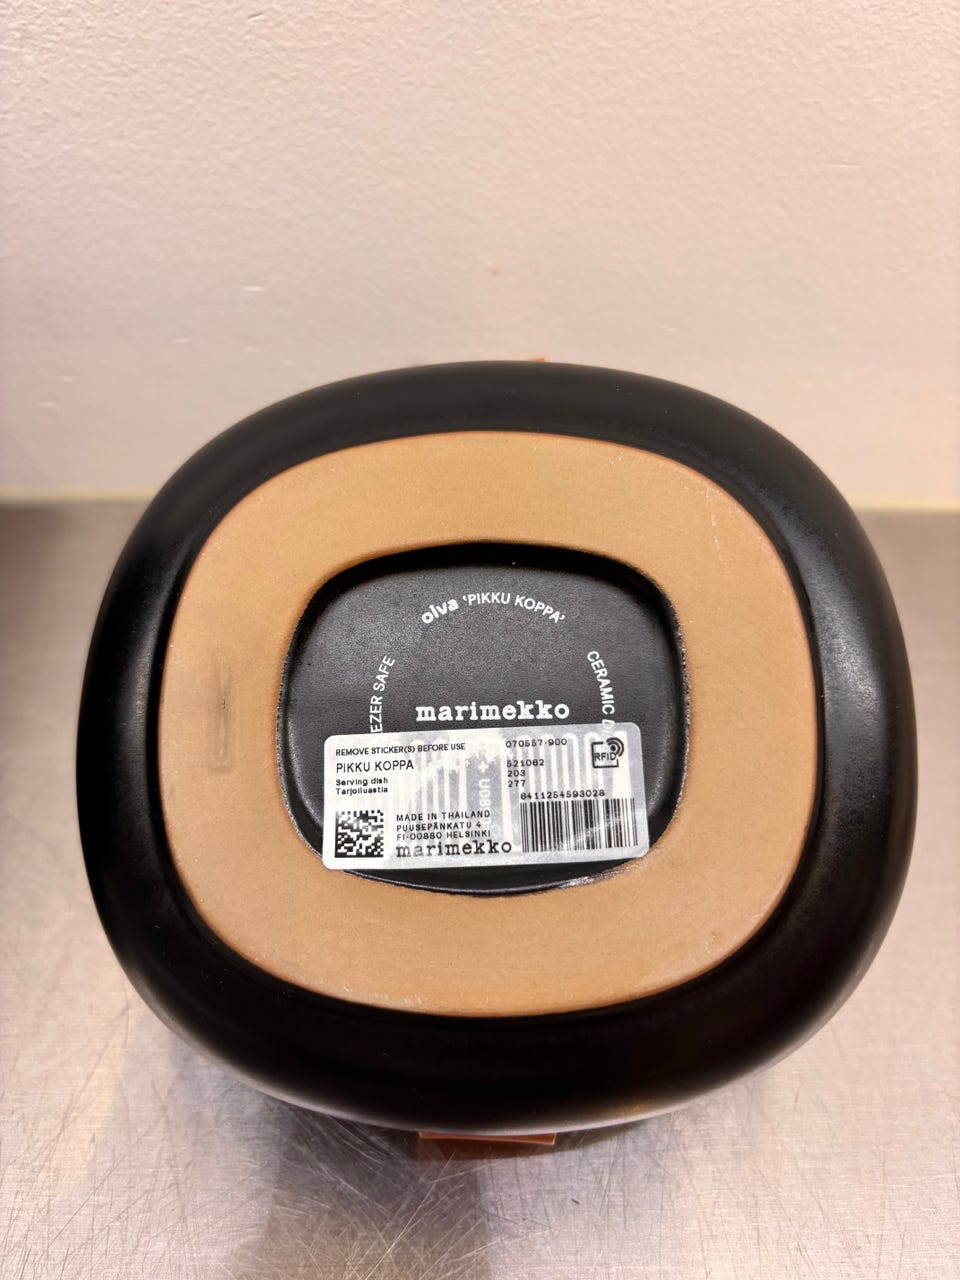 oiva 'PIKKU KOPPA'
EZER SAFE
CERAMIC
marimekko
REMOVE STICKER(S) BEFORE USE
PIKKU KOPPA
Serving dish
Tarjoiluastia
070557-900
521062
203
277
RFID
6411254593028
MADE IN THAILAND
PUUSEPÄNKATU 4
FI-00880 HELSINKI
marimekko